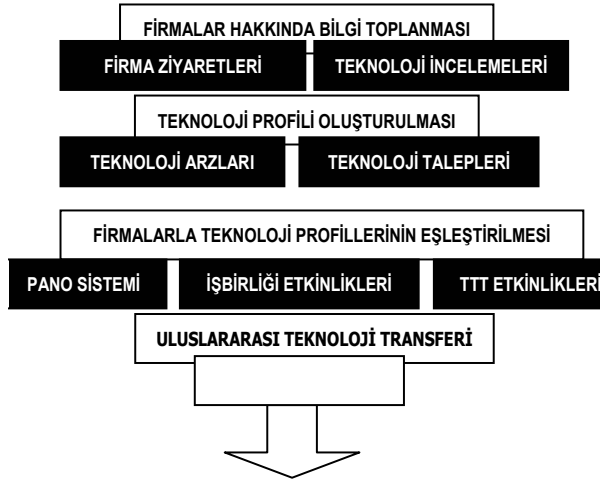 FİRMALAR HAKKINDA BİLGİ TOPLANMASI
FİRMA ZİYARETLERİ
TEKNOLOJİ İNCELEMELERİ
TEKNOLOJİ PROFİLİ OLUŞTURULMASI
TEKNOLOJİ ARZLARI
TEKNOLOJİ TALEPLERİ
FİRMALARLA TEKNOLOJİ PROFİLLERİNİN EŞLEŞTİRİLMESİ
PANO SİSTEMİ
İŞBİRLİĞİ ETKİNLİKLERİ
TTT ETKİNLİKLERİ
ULUSLARARASI TEKNOLOJİ TRANSFERİ